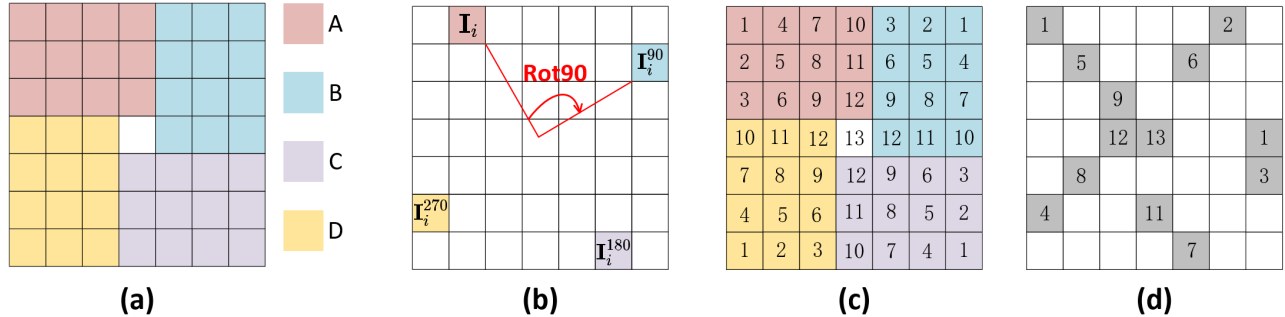 A
B
C
D
(a)
I_i
I_i^90
Rot90
I_i^270
I_i^180
(b)
1 4 7 10 3 2 1
2 5 8 11 6 5 4
3 6 9 12 9 8 7
10 11 12 13 12 11 10
7 8 9 12 9 6 3
4 5 6 11 8 5 2
1 2 3 10 7 4 1
(c)
1 2
5 6
9
12 13 1
8 3
4 11
7
(d)